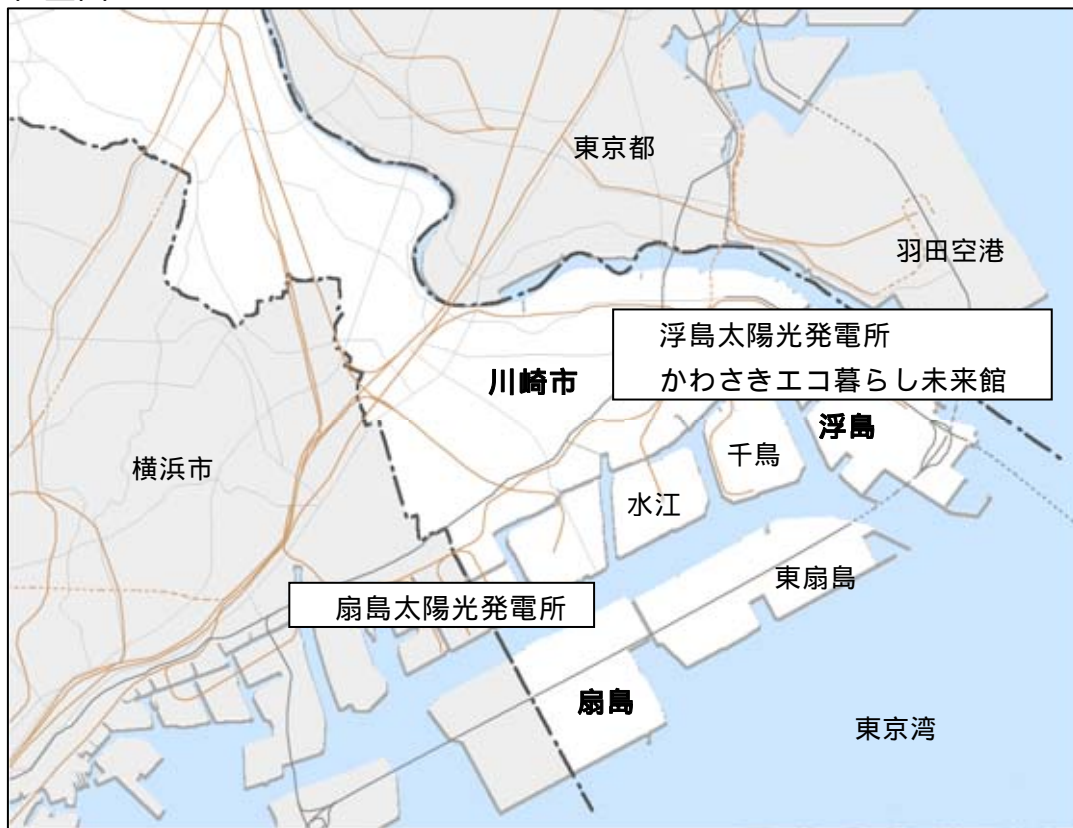 東京都
羽田空港
浮島太陽光発電所
かわさきエコ暮らし未来館
川崎市
浮島
横浜市
千鳥
水江
東扇島
扇島太陽光発電所
扇島
東京湾